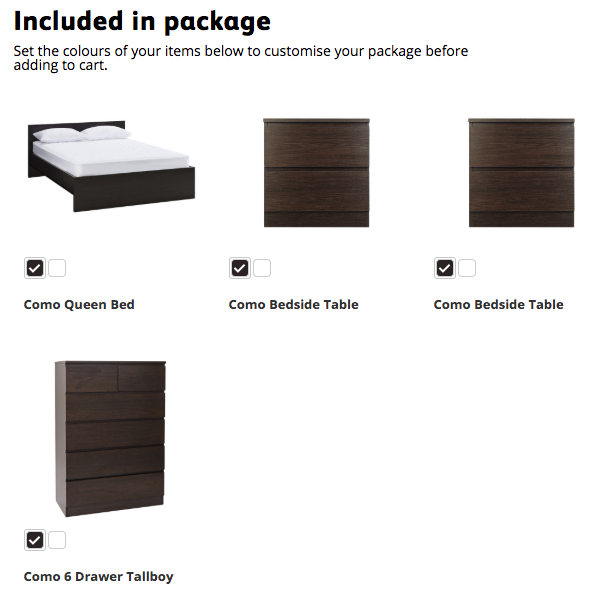 Included in package
Set the colours of your items below to customise your package before
adding to cart.
Como Queen Bed
Como Bedside Table
Como Bedside Table
Como 6 Drawer Tallboy